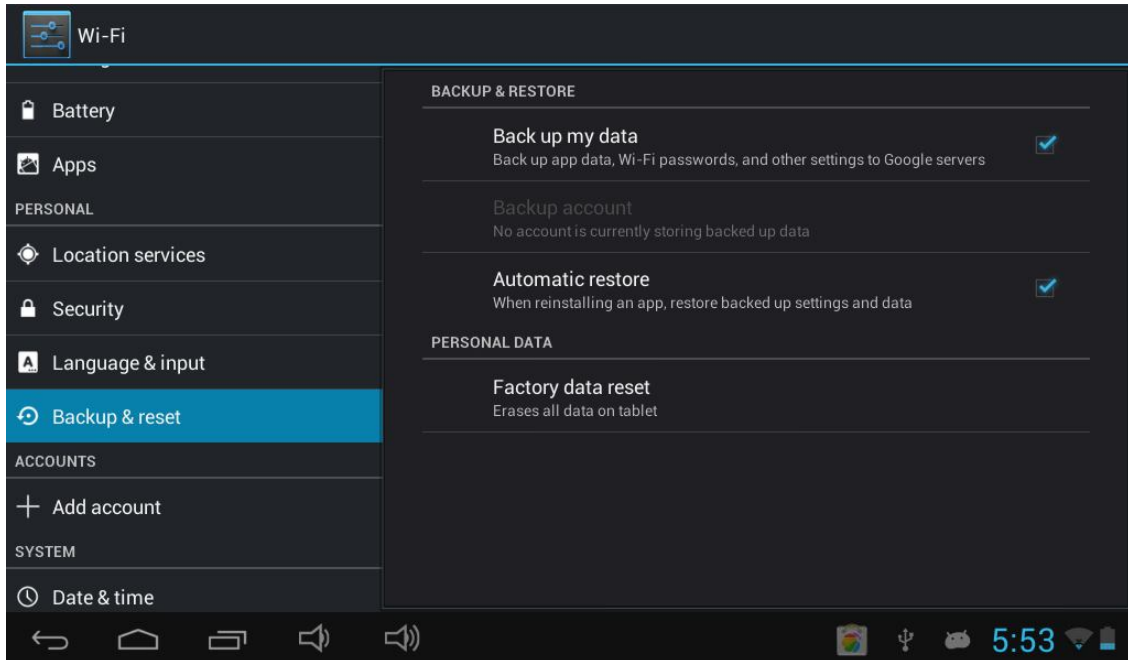 Wi-Fi
Battery
Apps
PERSONAL
Location services
Security
Language & input
Backup & reset
ACCOUNTS
Add account
SYSTEM
Date & time
BACKUP & RESTORE
Back up my data
Back up app data, Wi-Fi passwords, and other settings to Google servers
Backup account
No account is currently storing backed up data
Automatic restore
When reinstalling an app, restore backed up settings and data
PERSONAL DATA
Factory data reset
Erases all data on tablet
5:53